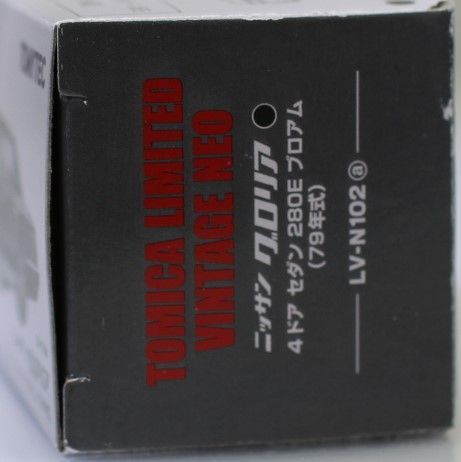 TOMICA LIMITED
VINTAGE NEO
ニッサン グロリア
4ドア セダン 280E ブロアム
(79年式)
LV-N102 ⓐ